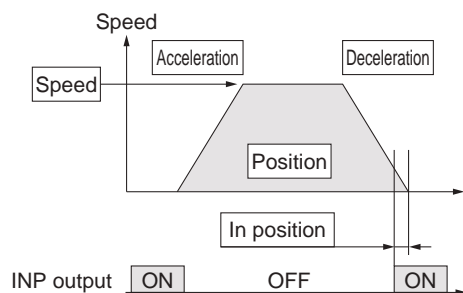 Speed
Acceleration
Deceleration
Speed
Position
In position
INP output ON OFF ON